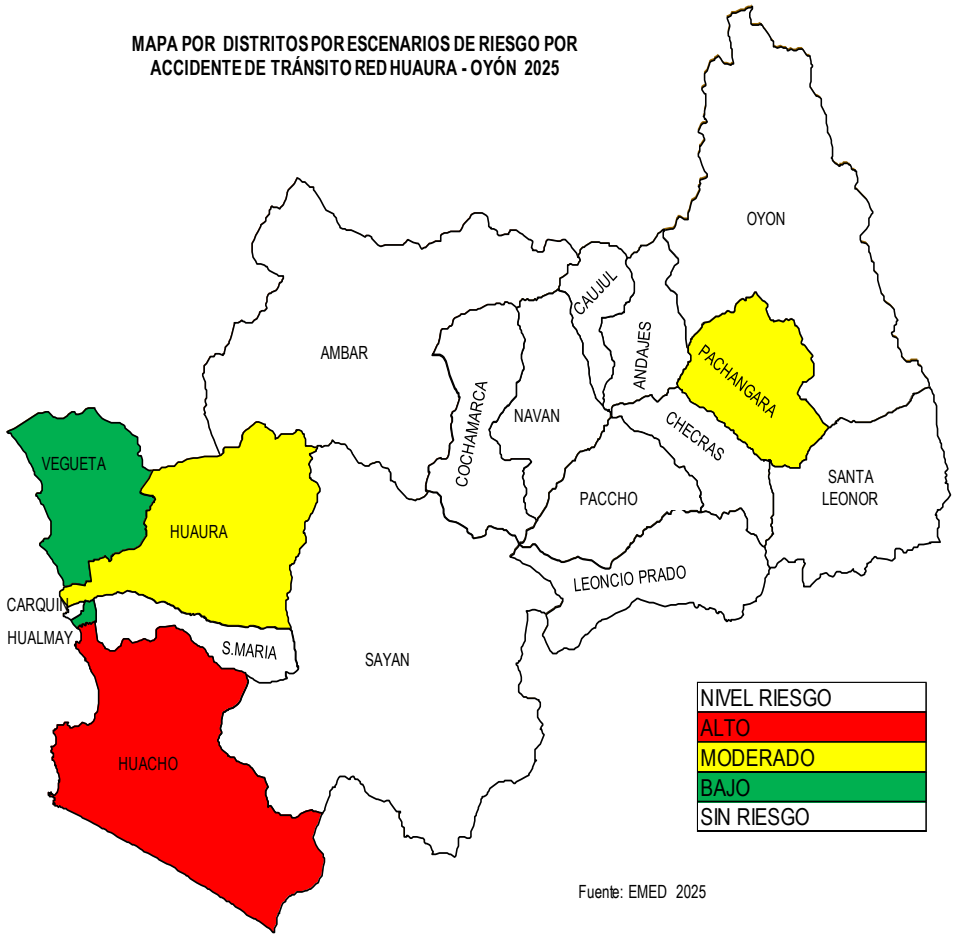 MAPA POR DISTRITOS POR ESCENARIOS DE RIESGO POR
ACCIDENTE DE TRÁNSITO RED HUAURA - OYÓN 2025
OYON
CAUJUL
ANDAJES
AMBAR
PACHANGARA
COCHAMARCA
NAVAN
CHECRAS
VEGUETA
SANTA
LEONOR
PACCHO
HUAURA
LEONCIO PRADO
CARQUIN
HUALMAY
S.MARIA
SAYAN
HUACHO
NIVEL RIESGO
ALTO
MODERADO
BAJO
SIN RIESGO
Fuente: EMED 2025